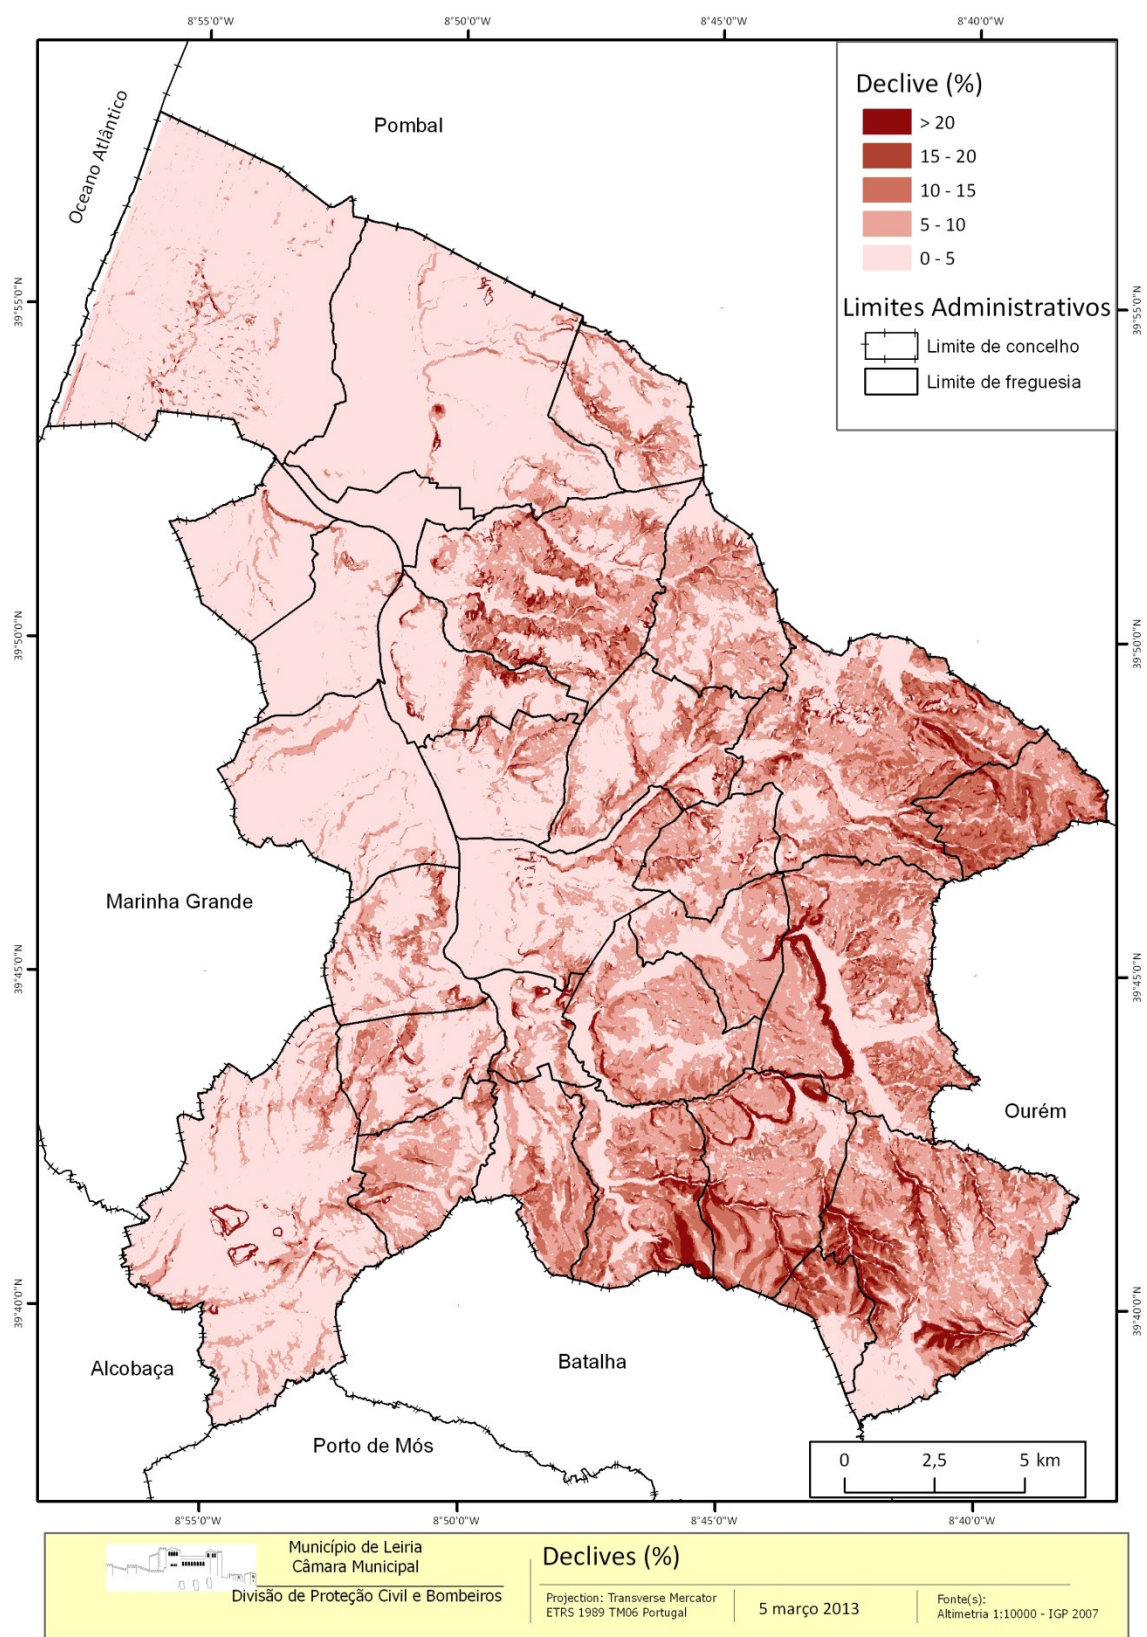 8°55'0"W
8°50'0"W
8°45'0"W
8°40'0"W
Oceano Atlântico
Pombal
Declive (%)
> 20
15 - 20
10 - 15
5 - 10
0 - 5
Limites Administrativos
Limite de concelho
Limite de freguesia
39°55'0"N
39°55'0"N
39°50'0"N
39°50'0"N
Marinha Grande
39°45'0"N
39°45'0"N
Ourém
39°40'0"N
39°40'0"N
Alcobaça
Batalha
Porto de Mós
0 2,5 5 km
8°55'0"W
8°50'0"W
8°45'0"W
8°40'0"W
Município de Leiria
Câmara Municipal
Divisão de Proteção Civil e Bombeiros
Declives (%)
Projection: Transverse Mercator
ETRS 1989 TM06 Portugal
5 março 2013
Fonte(s):
Altimetria 1:10000 - IGP 2007